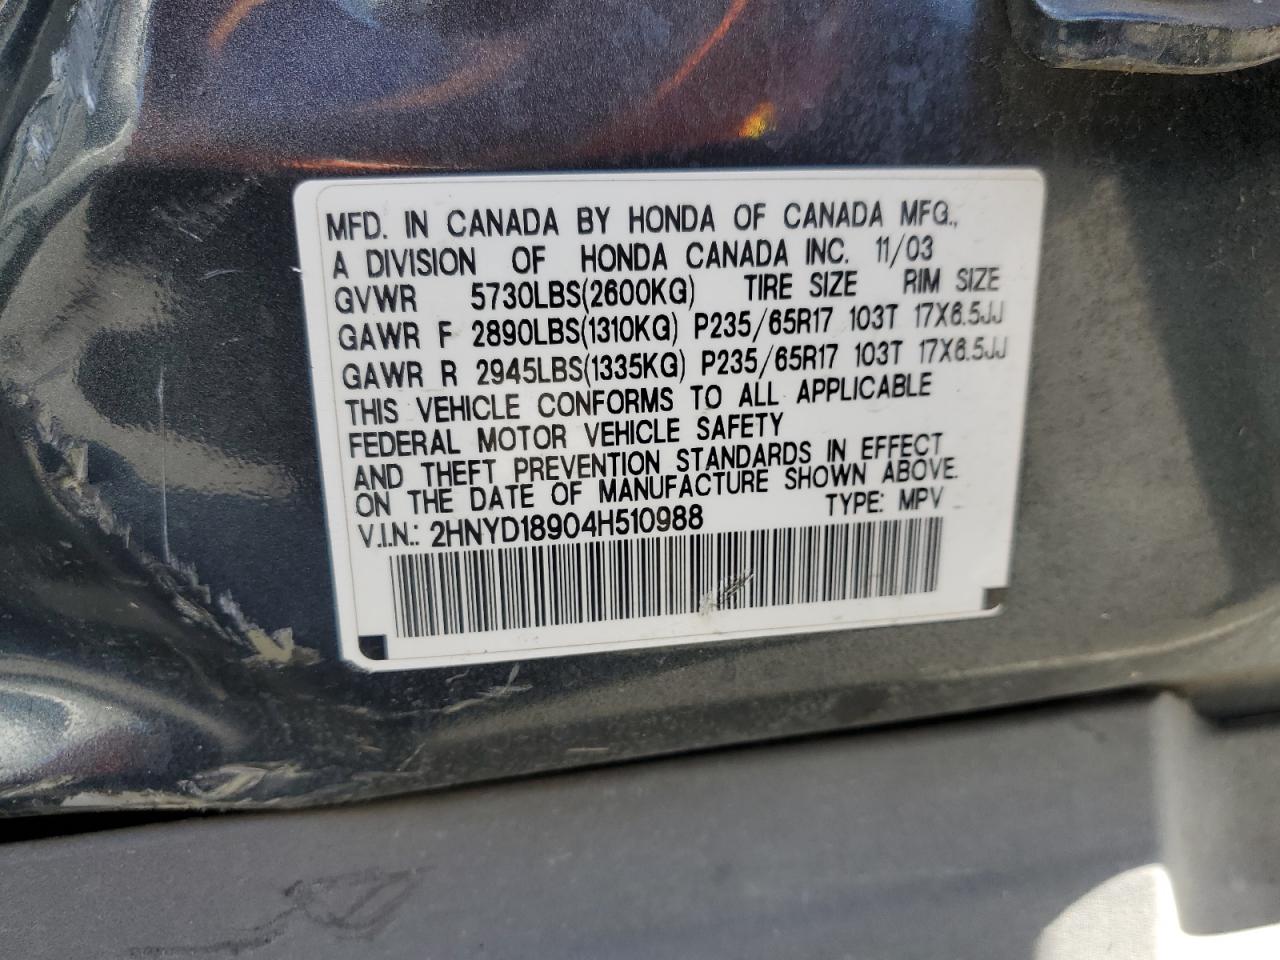 MFD. IN CANADA BY HONDA OF CANADA MFG.,
A DIVISION OF HONDA CANADA INC. 11/03
GVWR 5730LBS(2600KG) TIRE SIZE RIM SIZE
GAWR F 2890LBS(1310KG) P235/65R17 103T 17X6.5JJ
GAWR R 2945LBS(1335KG) P235/65R17 103T 17X6.5JJ
THIS VEHICLE CONFORMS TO ALL APPLICABLE
FEDERAL MOTOR VEHICLE SAFETY
AND THEFT PREVENTION STANDARDS IN EFFECT
ON THE DATE OF MANUFACTURE SHOWN ABOVE.
V.I.N.: 2HNYD18904H510988 TYPE: MPV